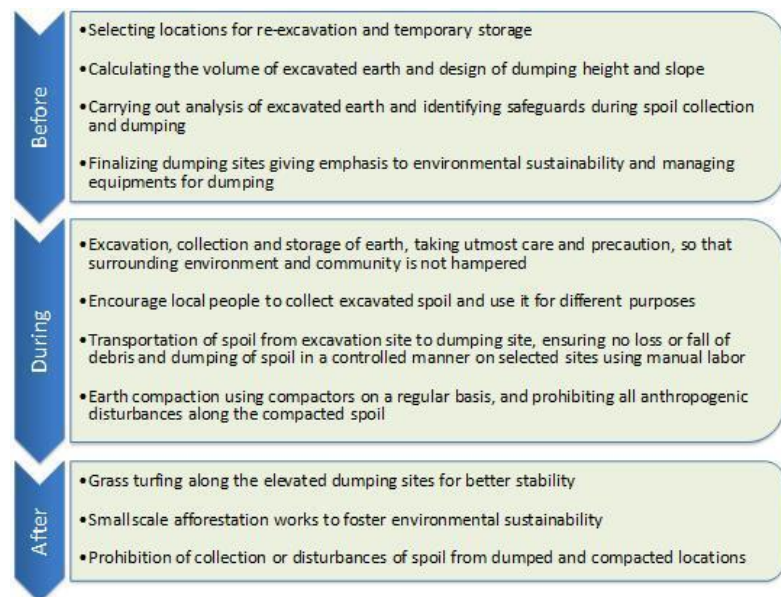 Before
•Selecting locations for re-excavation and temporary storage
•Calculating the volume of excavated earth and design of dumping height and slope
•Carrying out analysis of excavated earth and identifying safeguards during spoil collection
and dumping
•Finalizing dumping sites giving emphasis to environmental sustainability and managing
equipments for dumping
During
•Excavation, collection and storage of earth, taking utmost care and precaution, so that
surrounding environment and community is not hampered
•Encourage local people to collect excavated spoil and use it for different purposes
•Transportation of spoil from excavation site to dumping site, ensuring no loss or fall of
debris and dumping of spoil in a controlled manner on selected sites using manual labor
•Earth compaction using compactors on a regular basis, and prohibiting all anthropogenic
disturbances along the compacted spoil
After
•Grass turfing along the elevated dumping sites for better stability
•Small scale afforestation works to foster environmental sustainability
•Prohibition of collection or disturbances of spoil from dumped and compacted locations